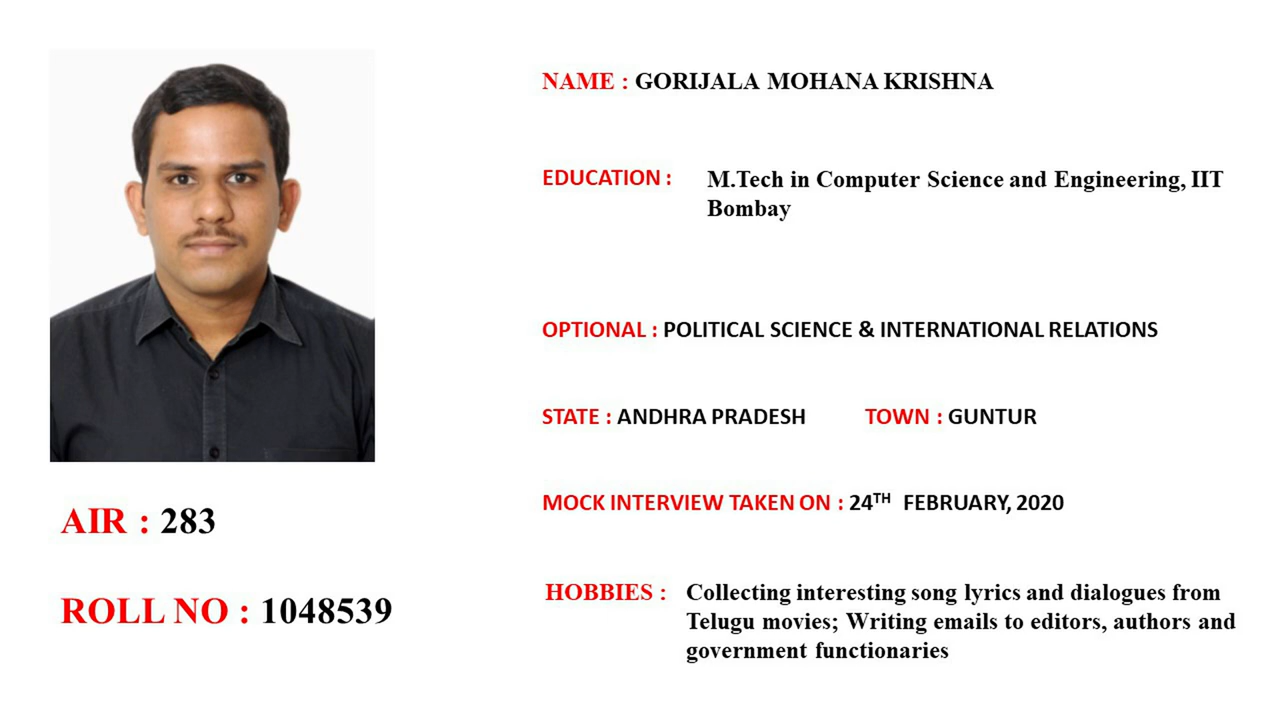 NAME : GORIJALA MOHANA KRISHNA
EDUCATION : M.Tech in Computer Science and Engineering, IIT
Bombay
OPTIONAL : POLITICAL SCIENCE & INTERNATIONAL RELATIONS
STATE : ANDHRA PRADESH TOWN : GUNTUR
MOCK INTERVIEW TAKEN ON : 24TH FEBRUARY, 2020
HOBBIES : Collecting interesting song lyrics and dialogues from
Telugu movies; Writing emails to editors, authors and
government functionaries
AIR : 283
ROLL NO : 1048539